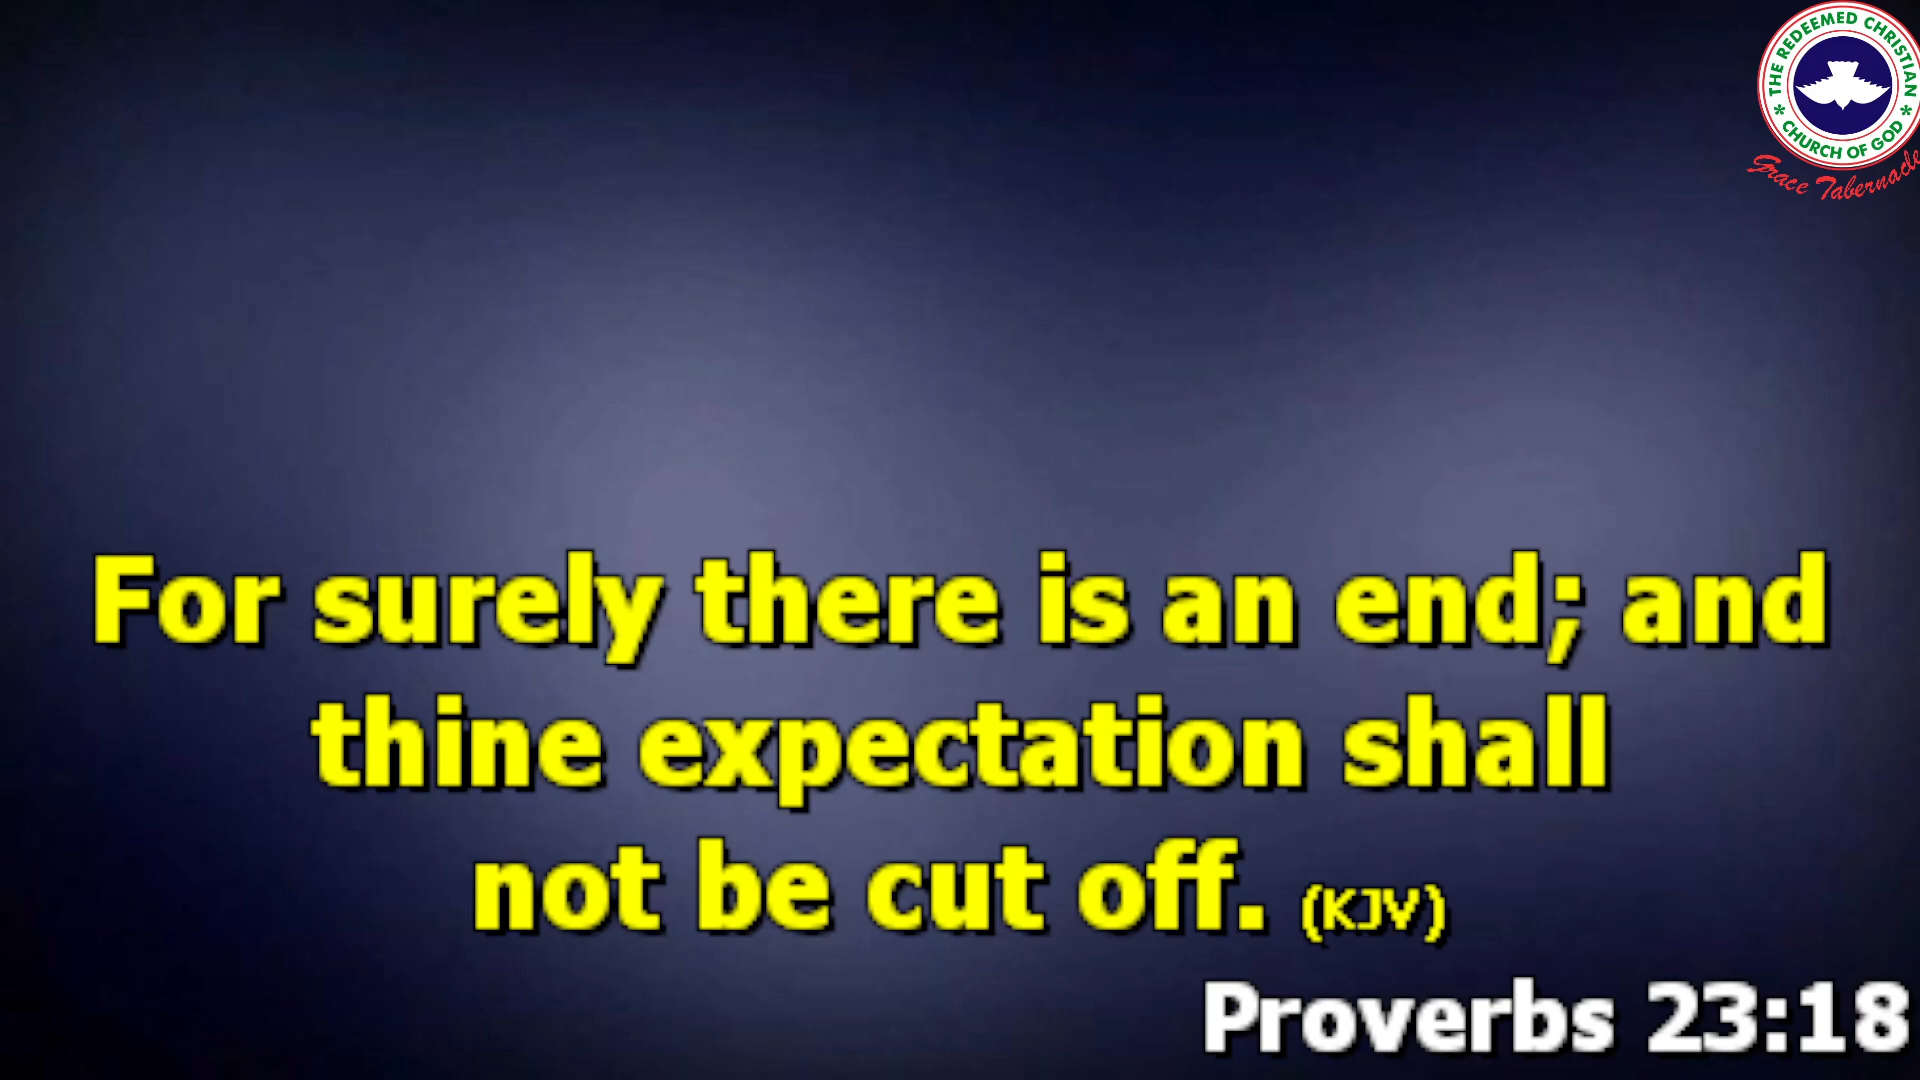 THE REDEEMED CHRISTIAN
* CHURCH OF GOD *
Grace Tabernacle
For surely there is an end; and
thine expectation shall
not be cut off. (KJV)
Proverbs 23:18